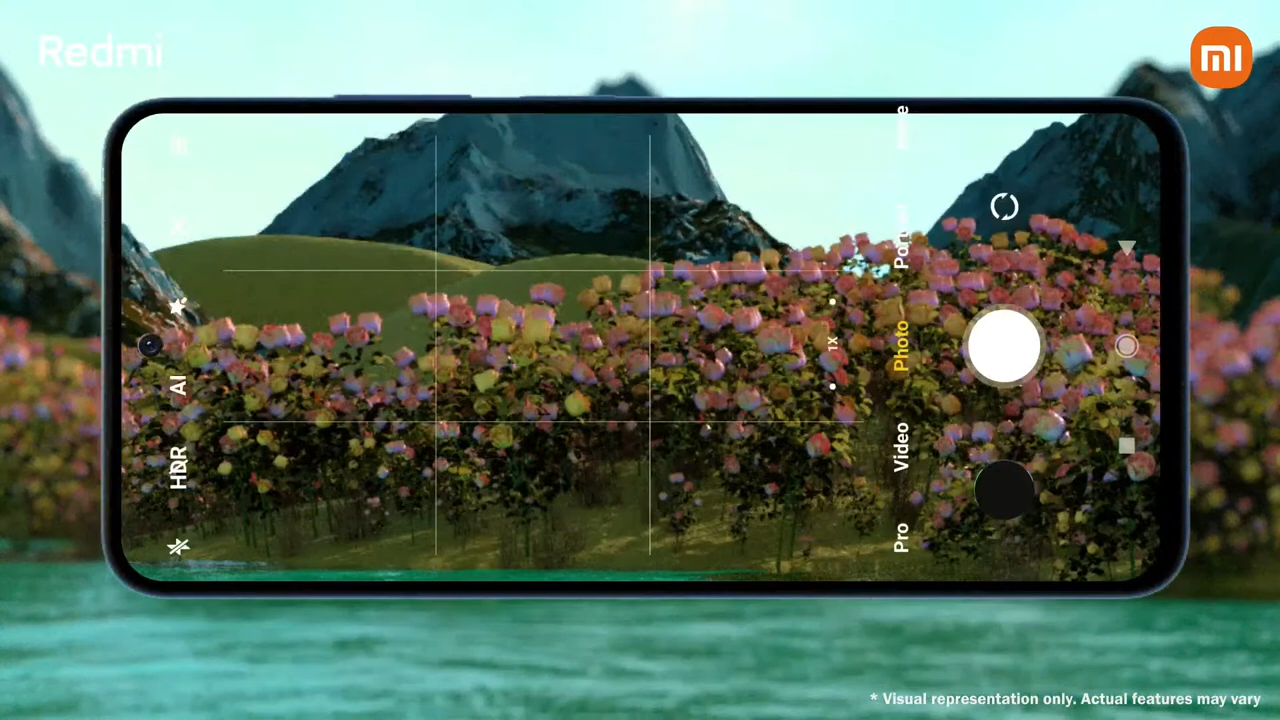 Redmi
mi
AI
HDR
1X
Photo
Video
Pro
* Visual representation only. Actual features may vary